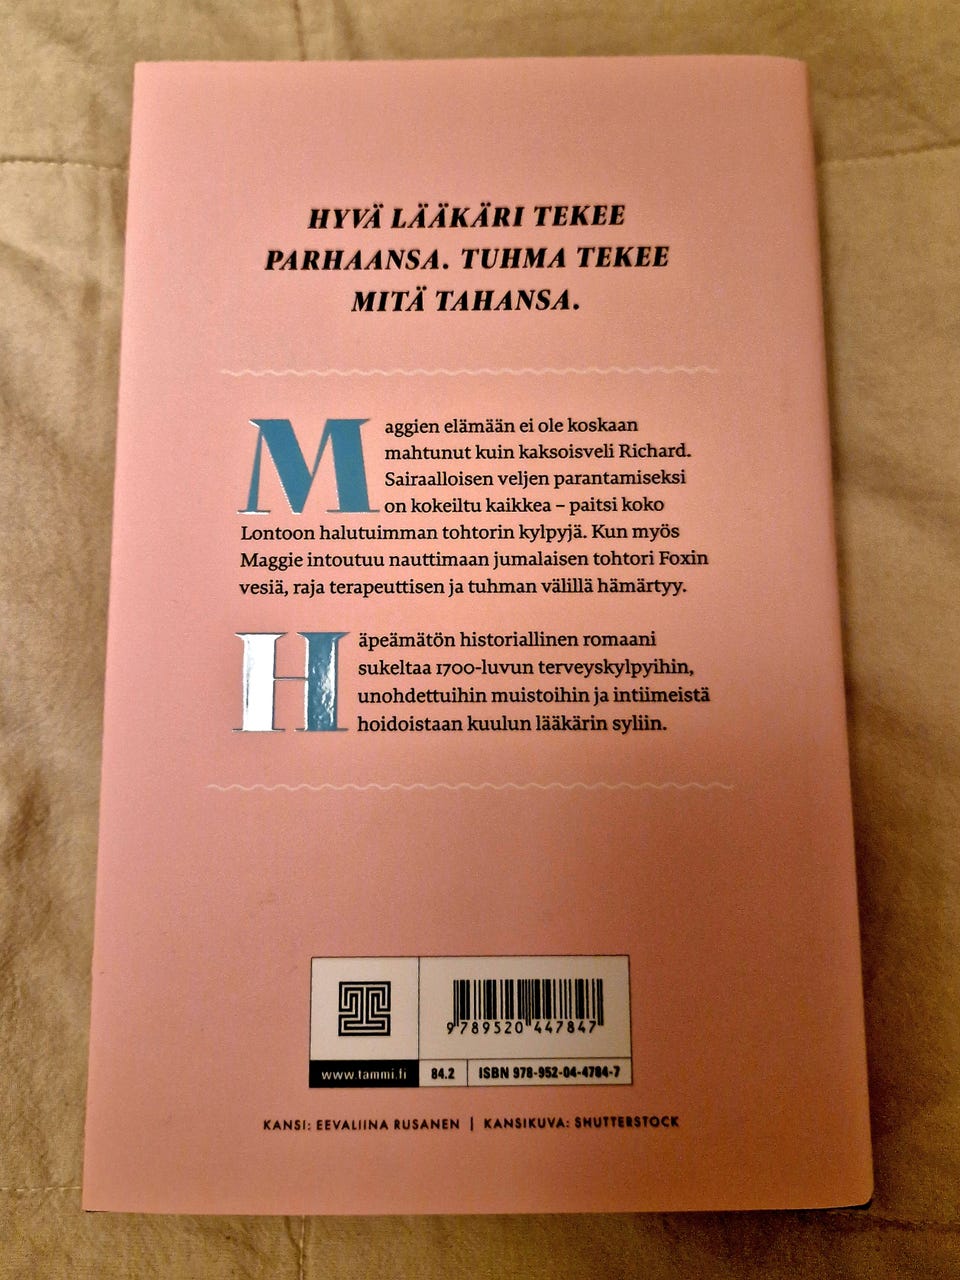 HYVÄ LÄÄKÄRI TEKEE
PARHAANSA. TUHMA TEKEE
MITÄ TAHANSA.
Maggien elämään ei ole koskaan
mahtunut kuin kaksoisveli Richard.
Sairaalloisen veljen parantamiseksi
on kokeiltu kaikkea – paitsi koko
Lontoon halutuimman tohtorin kylpyjä. Kun myös
Maggie intoutuu nauttimaan jumalaisen tohtori Foxin
vesiä, raja terapeuttisen ja tuhman välillä hämärtyy.
Häpeämätön historiallinen romaani
sukeltaa 1700-luvun terveyskylpyihin,
unohdettuihin muistoihin ja intiimeistä
hoidoistaan kuulun lääkärin syliin.
9789520447847
www.tammi.fi 84.2 ISBN 978-952-04-4784-7
KANSI: EEVALIINA RUSANEN | KANSIKUVA: SHUTTERSTOCK